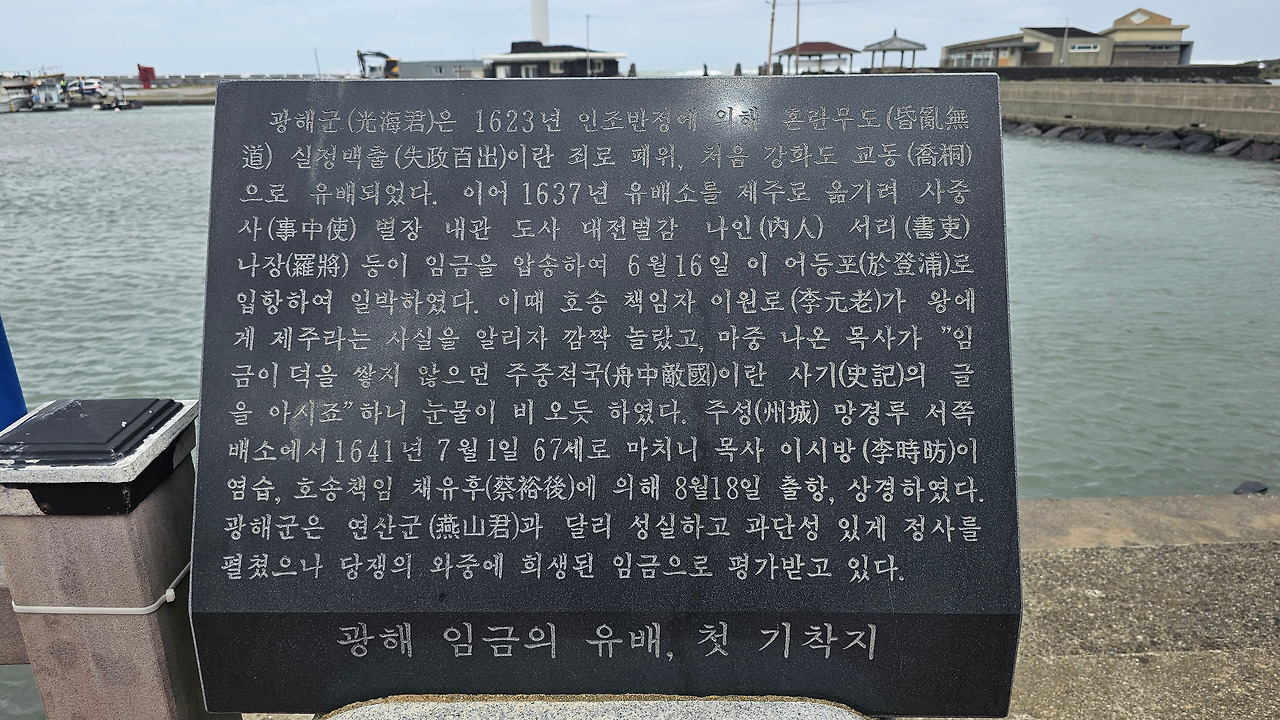 광해군(光海君)은 1623년 인조반정에 의해 혼란무도(昏亂無
道) 실정백출(失政百出)이란 죄로 폐위, 처음 강화도 교동(喬桐)
으로 유배되었다. 이어 1637년 유배소를 제주로 옮기려 사중
사(事中使) 별장 내관 도사 대전별감 나인(內人) 서리(書吏)
나장(羅將) 등이 임금을 압송하여 6월16일 이 어등포(於登浦)로
입항하여 일박하였다. 이때 호송 책임자 이원로(李元老)가 왕에
게 제주라는 사실을 알리자 깜짝 놀랐고, 마중 나온 목사가 "임
금이 덕을 쌓지 않으면 주중적국(舟中敵國)이란 사기(史記)의 글
을 아시죠"하니 눈물이 비오듯 하였다. 주성(州城) 망경루 서쪽
배소에서 1641년 7월1일 67세로 마치니 목사 이시방(李時昉)이
염습, 호송책임 채유후(蔡裕後)에 의해 8월18일 출항, 상경하였다.
광해군은 연산군(燕山君)과 달리 성실하고 과단성 있게 정사를
펼쳤으나 당쟁의 와중에 희생된 임금으로 평가받고 있다.
광해 임금의 유배, 첫 기착지